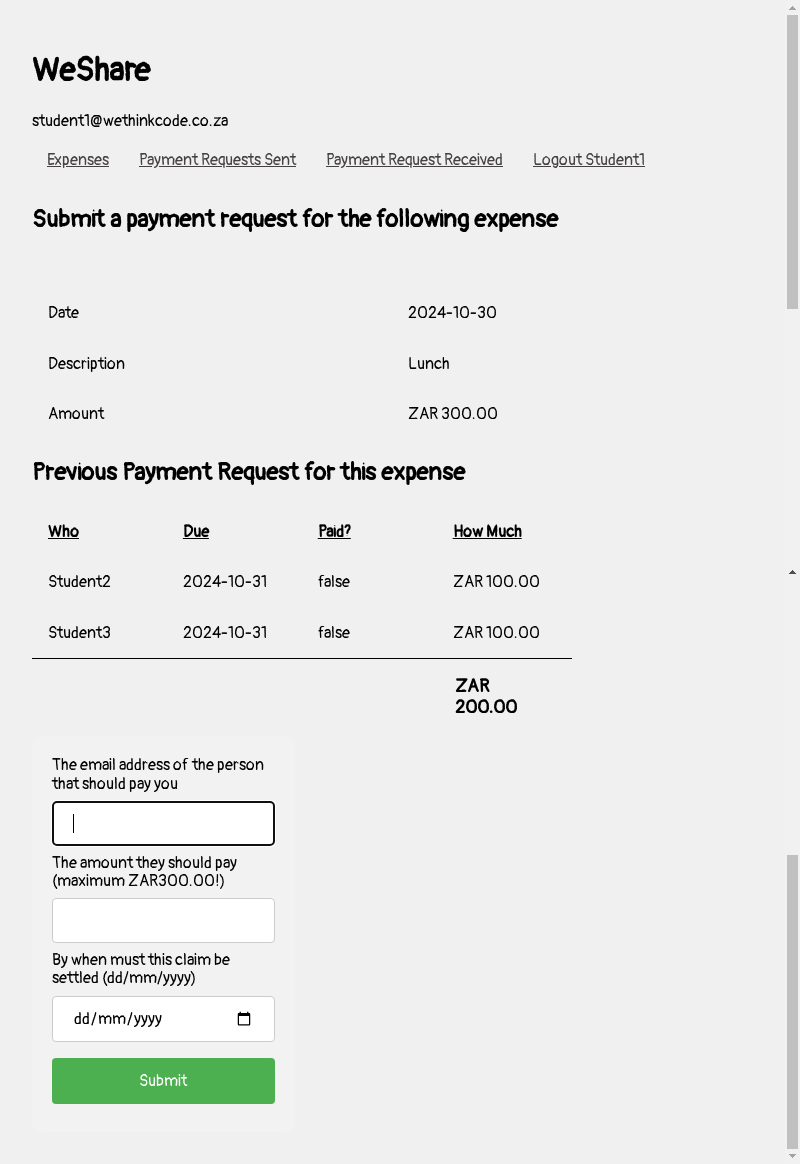 WeShare
student1@wethinkcode.co.za
Expenses Payment Requests Sent Payment Request Received Logout Student1
Submit a payment request for the following expense
Date 2024-10-30
Description Lunch
Amount ZAR 300.00
Previous Payment Request for this expense
Who Due Paid? How Much
Student2 2024-10-31 false ZAR 100.00
Student3 2024-10-31 false ZAR 100.00
ZAR
200.00
The email address of the person
that should pay you
The amount they should pay
(maximum ZAR300.00!)
By when must this claim be
settled (dd/mm/yyyy)
dd/mm/yyyy
Submit